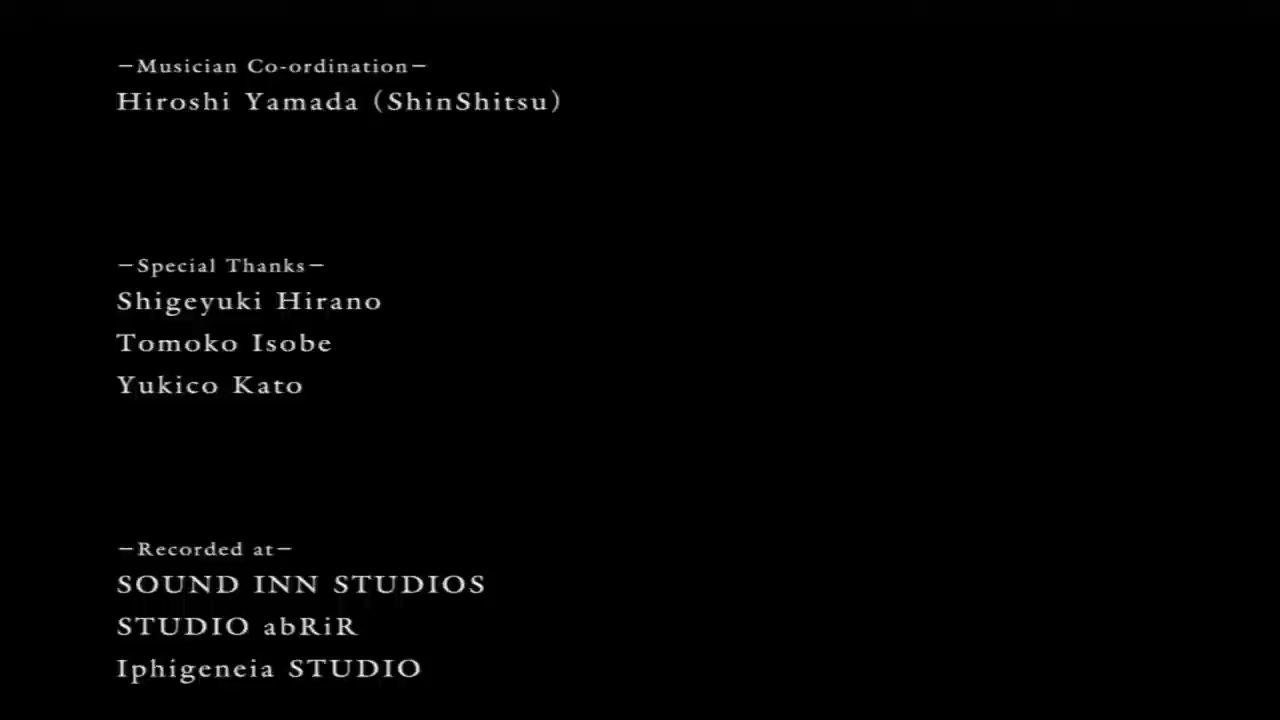 －Musician Co-ordination－
Hiroshi Yamada (ShinShitsu)
－Special Thanks－
Shigeyuki Hirano
Tomoko Isobe
Yukico Kato
－Recorded at－
SOUND INN STUDIOS
STUDIO abRiR
Iphigeneia STUDIO